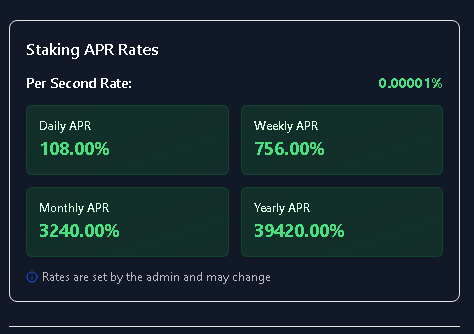 Staking APR Rates
Per Second Rate: 0.00001%
Daily APR
108.00%
Weekly APR
756.00%
Monthly APR
3240.00%
Yearly APR
39420.00%
Rates are set by the admin and may change